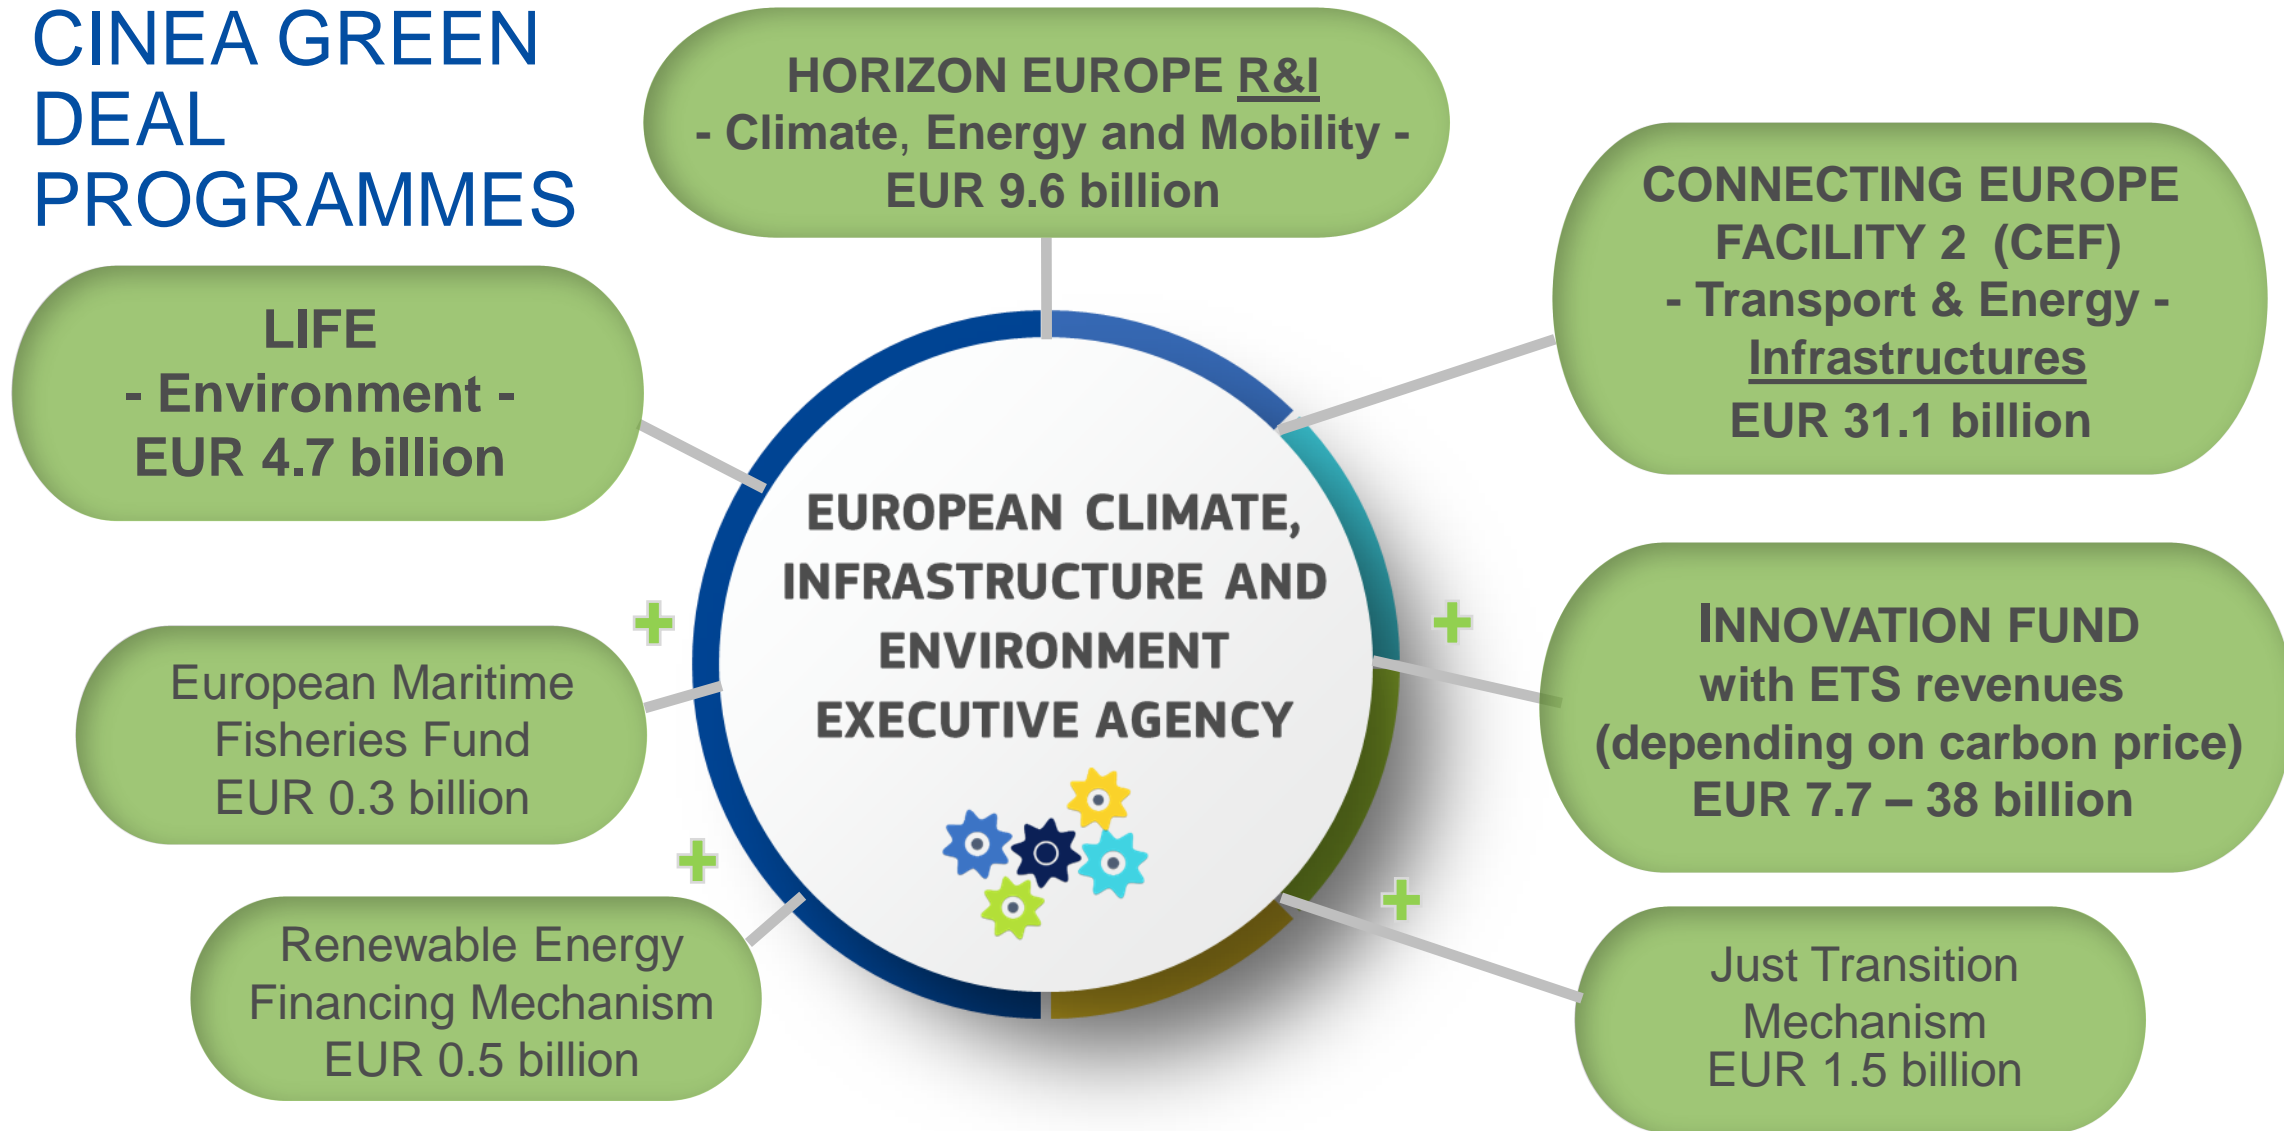 CINEA GREEN
DEAL
PROGRAMMES
HORIZON EUROPE R&I
- Climate, Energy and Mobility -
EUR 9.6 billion
CONNECTING EUROPE
FACILITY 2 (CEF)
- Transport & Energy -
Infrastructures
EUR 31.1 billion
LIFE
- Environment -
EUR 4.7 billion
EUROPEAN CLIMATE,
INFRASTRUCTURE AND
ENVIRONMENT
EXECUTIVE AGENCY
INNOVATION FUND
with ETS revenues
(depending on carbon price)
EUR 7.7 – 38 billion
European Maritime
Fisheries Fund
EUR 0.3 billion
Renewable Energy
Financing Mechanism
EUR 0.5 billion
Just Transition
Mechanism
EUR 1.5 billion